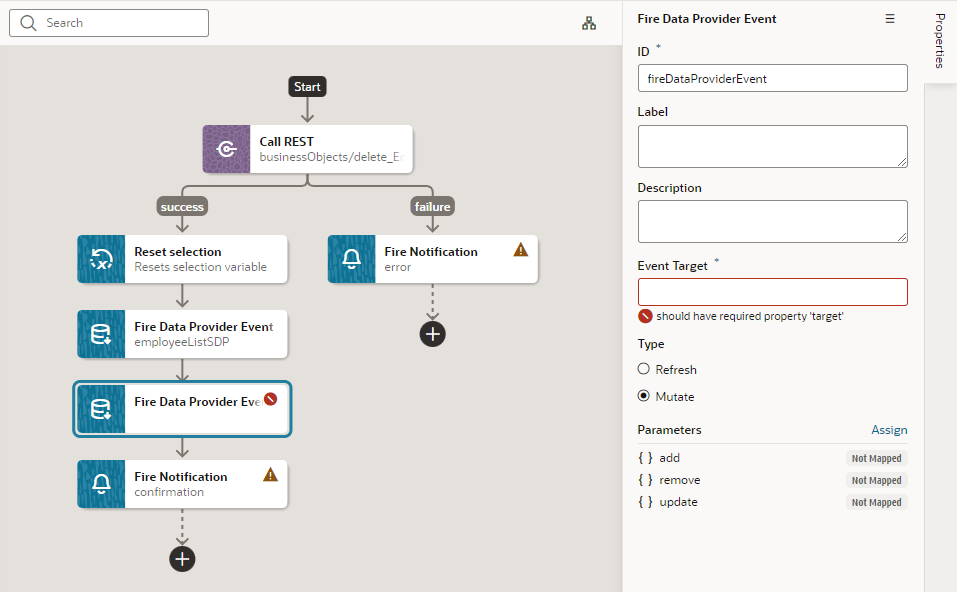 Search
Start
Call REST
businessObjects/delete_E
success
failure
Reset selection
Resets selection variable
Fire Notification
error
Fire Data Provider Event
employeeListSDP
Fire Data Provider Eve
Fire Notification
confirmation
Fire Data Provider Event
Properties
ID *
fireDataProviderEvent
Label
Description
Event Target *
should have required property 'target'
Type
Refresh
Mutate
Parameters Assign
{ } add Not Mapped
{ } remove Not Mapped
{ } update Not Mapped